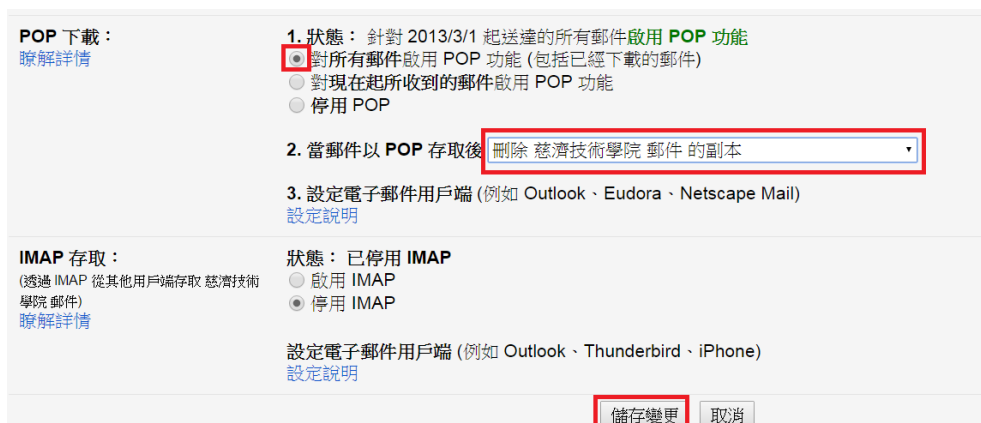 POP 下載：
瞭解詳情
1. 狀態： 針對 2013/3/1 起送達的所有郵件啟用 POP 功能
對所有郵件啟用 POP 功能 (包括已經下載的郵件)
對現在起所收到的郵件啟用 POP 功能
停用 POP
2. 當郵件以 POP 存取後 刪除 慈濟技術學院 郵件 的副本
3. 設定電子郵件用戶端 (例如 Outlook、Eudora、Netscape Mail)
設定說明
IMAP 存取：
(透過 IMAP 從其他用戶端存取 慈濟技術
學院 郵件)
瞭解詳情
狀態： 已停用 IMAP
啟用 IMAP
停用 IMAP
設定電子郵件用戶端 (例如 Outlook、Thunderbird、iPhone)
設定說明
儲存變更 取消